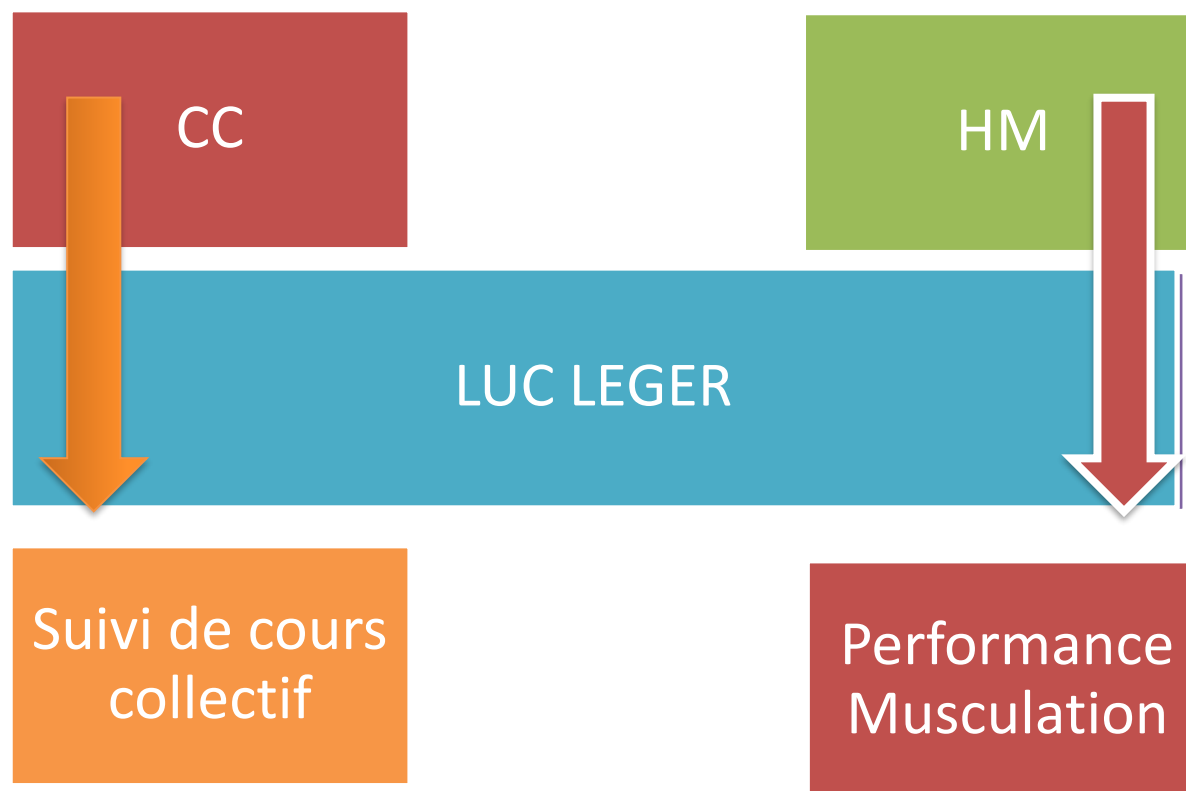 CC
HM
LUC LEGER
Suivi de cours
collectif
Performance
Musculation